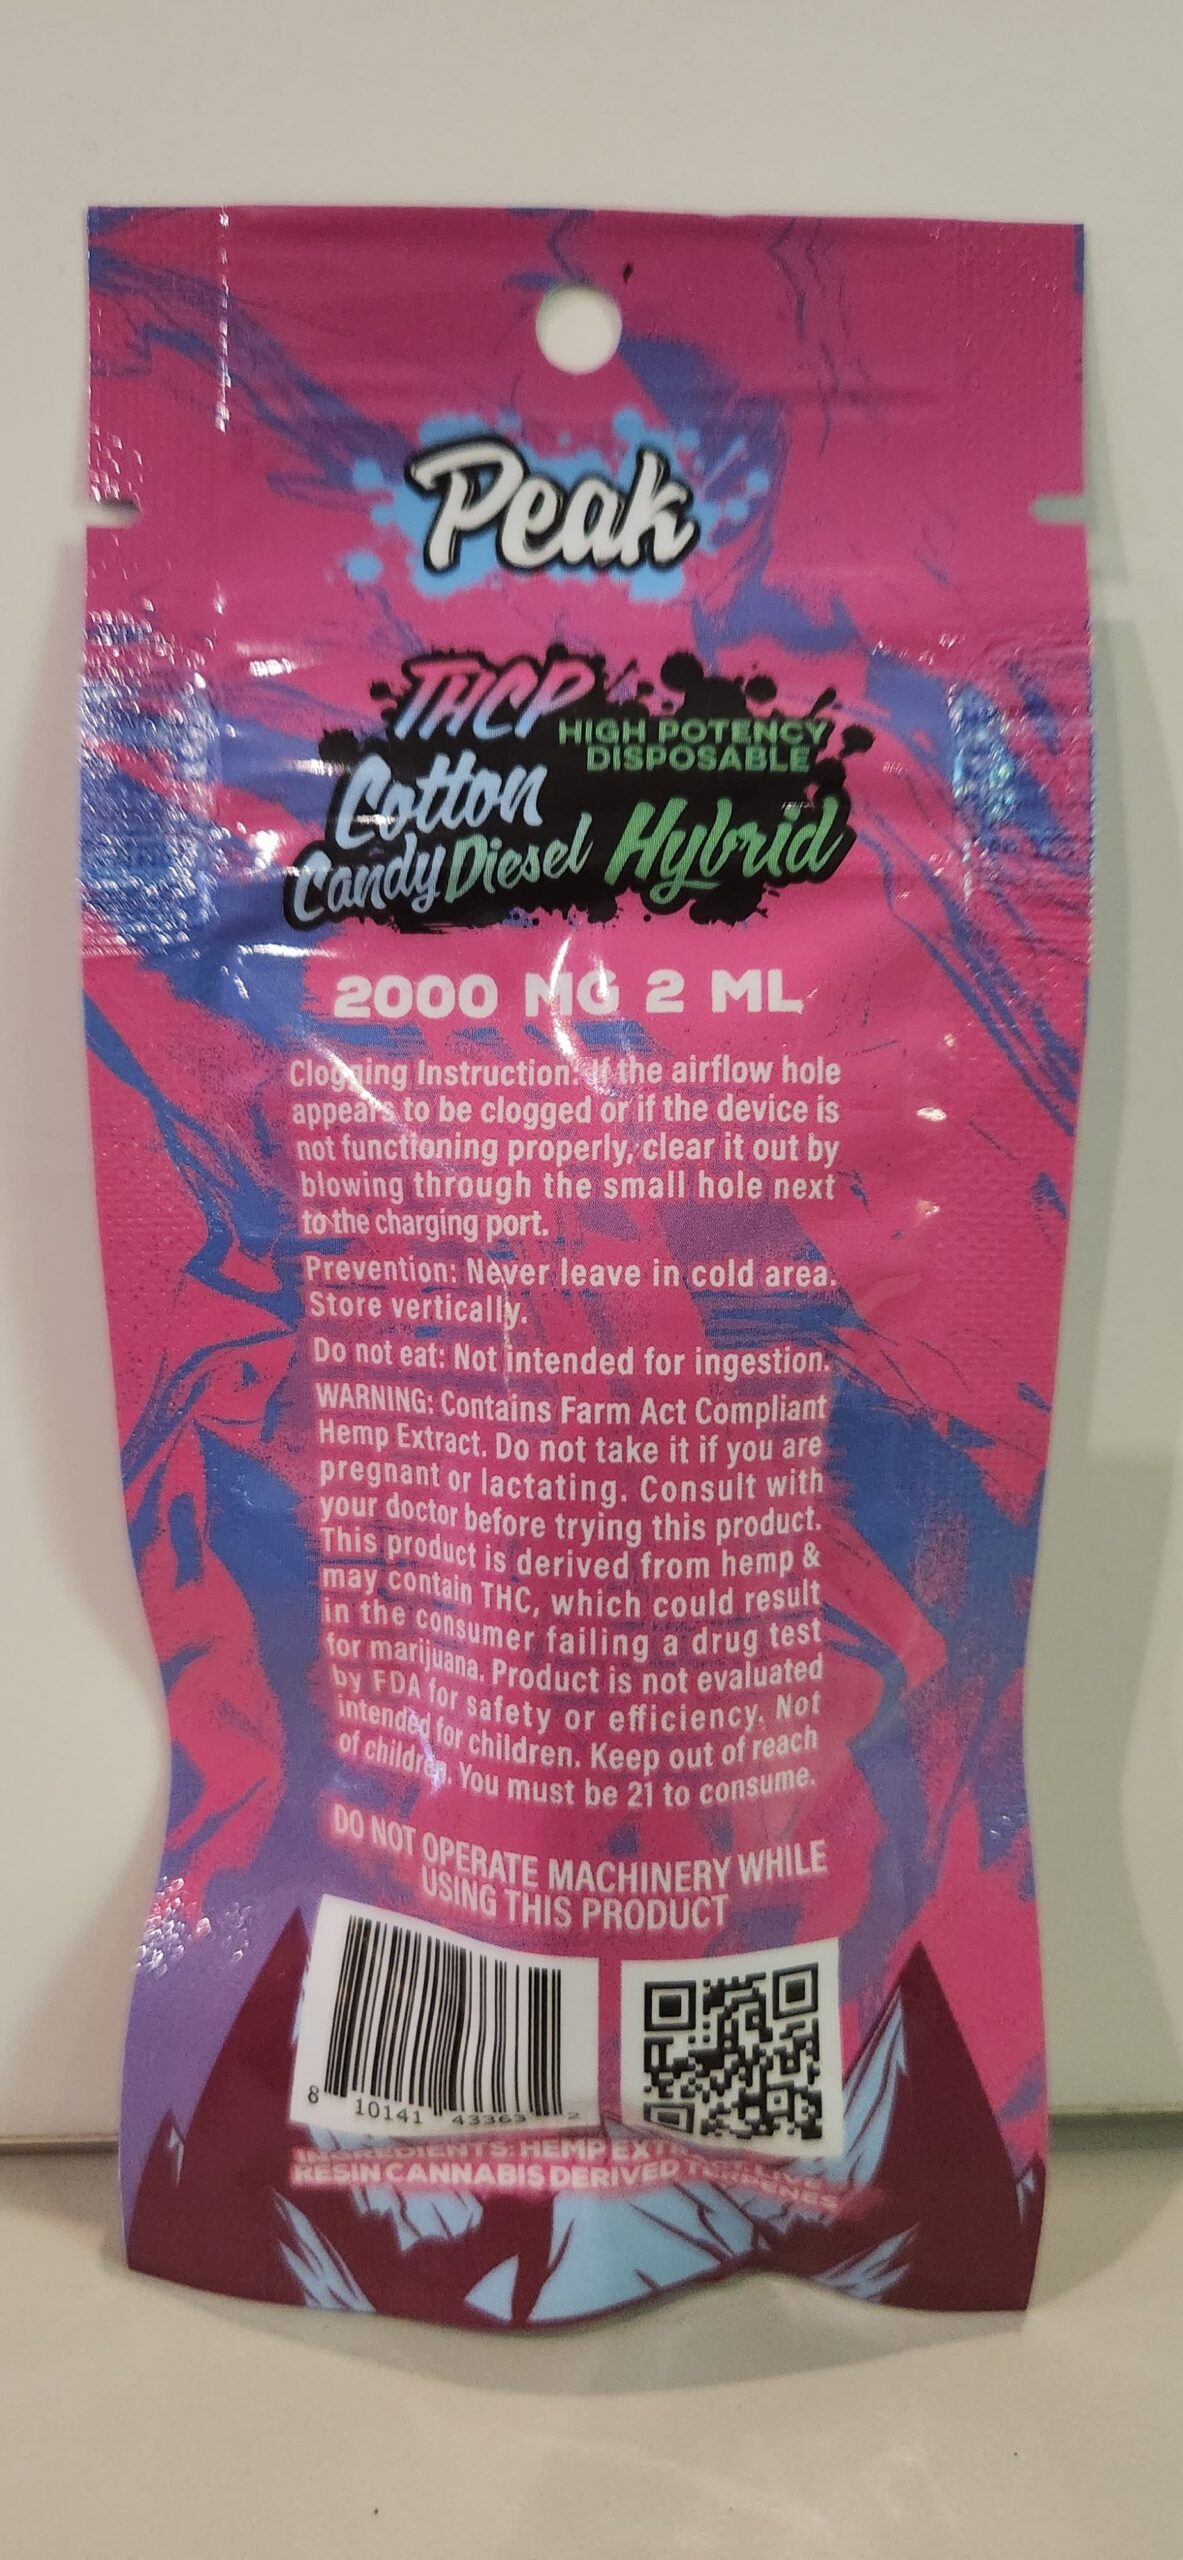 Peak
THCP
HIGH POTENCY
DISPOSABLE
Cotton
Candy Diesel Hybrid
2000 MG 2 ML
Clogging Instruction: If the airflow hole
appears to be clogged or if the device is
not functioning properly, clear it out by
blowing through the small hole next
to the charging port.
Prevention: Never leave in cold area.
Store vertically.
Do not eat: Not intended for ingestion.
WARNING: Contains Farm Act Compliant
Hemp Extract. Do not take it if you are
pregnant or lactating. Consult with
your doctor before trying this product.
This product is derived from hemp &
may contain THC, which could result
in the consumer failing a drug test
for marijuana. Product is not evaluated
by FDA for safety or efficiency. Not
intended for children. Keep out of reach
of children. You must be 21 to consume.
DO NOT OPERATE MACHINERY WHILE
USING THIS PRODUCT
8 10141 43363 2
INGREDIENTS: HEMP LIVE
RESIN CANNABIS DERIVED TERPENES